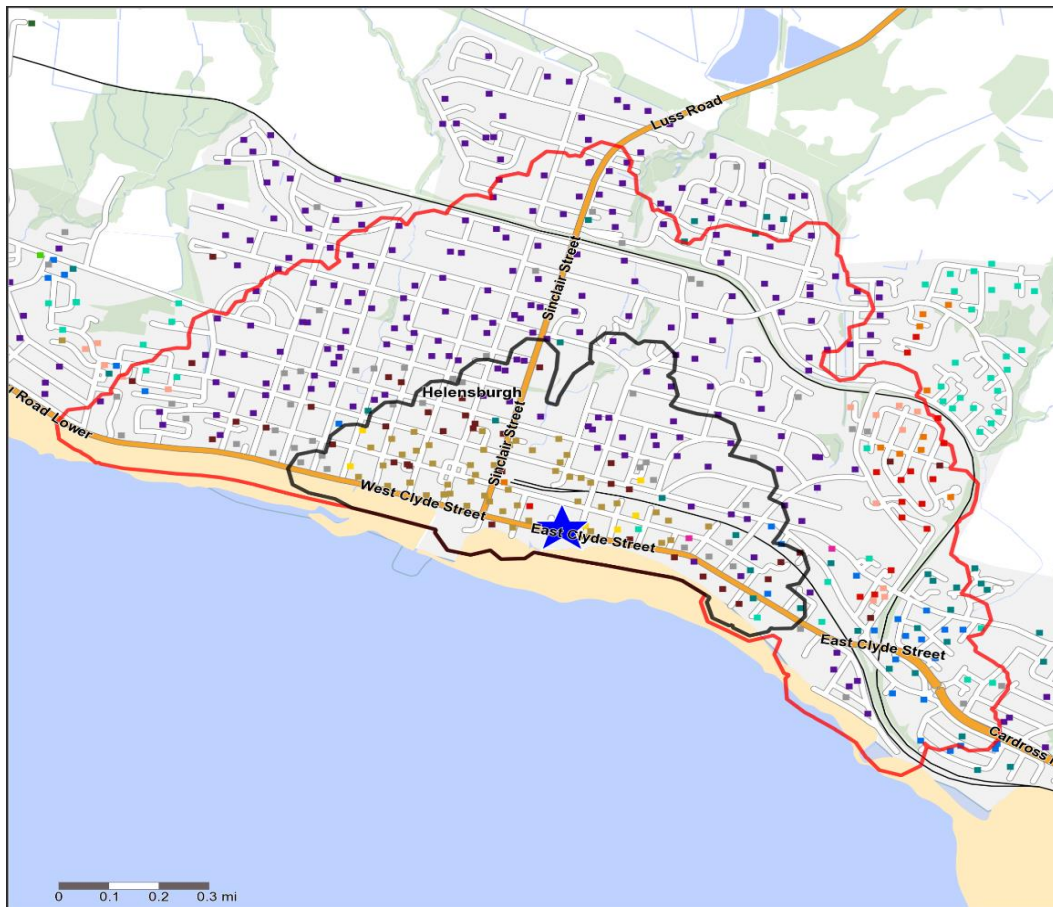 Luss Road
Sinclair Street
Helensburgh
Road Lower
Sinclair Street
West Clyde Street
East Clyde Street
East Clyde Street
Cardross
0 0.1 0.2 0.3 mi